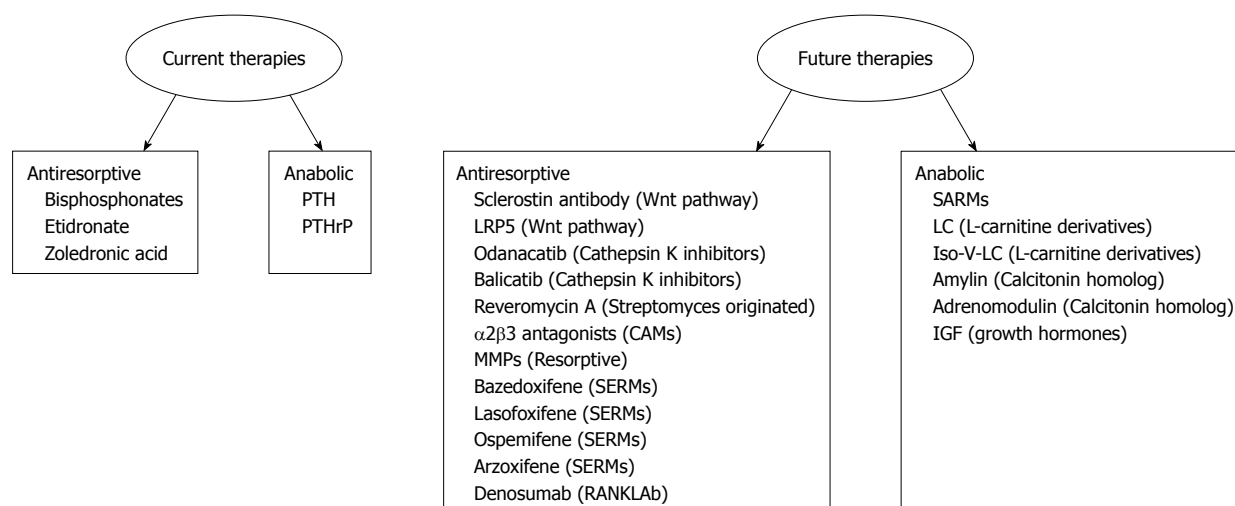 Current therapies
Antiresorptive
Bisphosphonates
Etidronate
Zoledronic acid
Anabolic
PTH
PTHrP
Future therapies
Antiresorptive
Sclerostin antibody (Wnt pathway)
LRP5 (Wnt pathway)
Odanacatib (Cathepsin K inhibitors)
Balicatib (Cathepsin K inhibitors)
Reveromycin A (Streptomyces originated)
α2β3 antagonists (CAMs)
MMPs (Resorptive)
Bazedoxifene (SERMs)
Lasofoxifene (SERMs)
Ospemifene (SERMs)
Arzoxifene (SERMs)
Denosumab (RANKLAb)
Anabolic
SARMs
LC (L-carnitine derivatives)
Iso-V-LC (L-carnitine derivatives)
Amylin (Calcitonin homolog)
Adrenomodulin (Calcitonin homolog)
IGF (growth hormones)